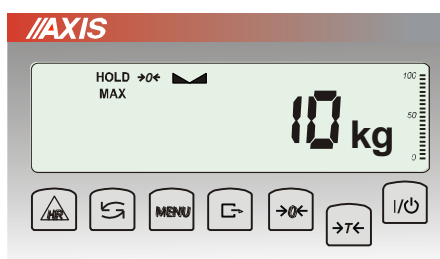 //AXIS
HOLD →0← 100
MAX
50
10 kg
0
HR MENU →0← →T← I/⏻